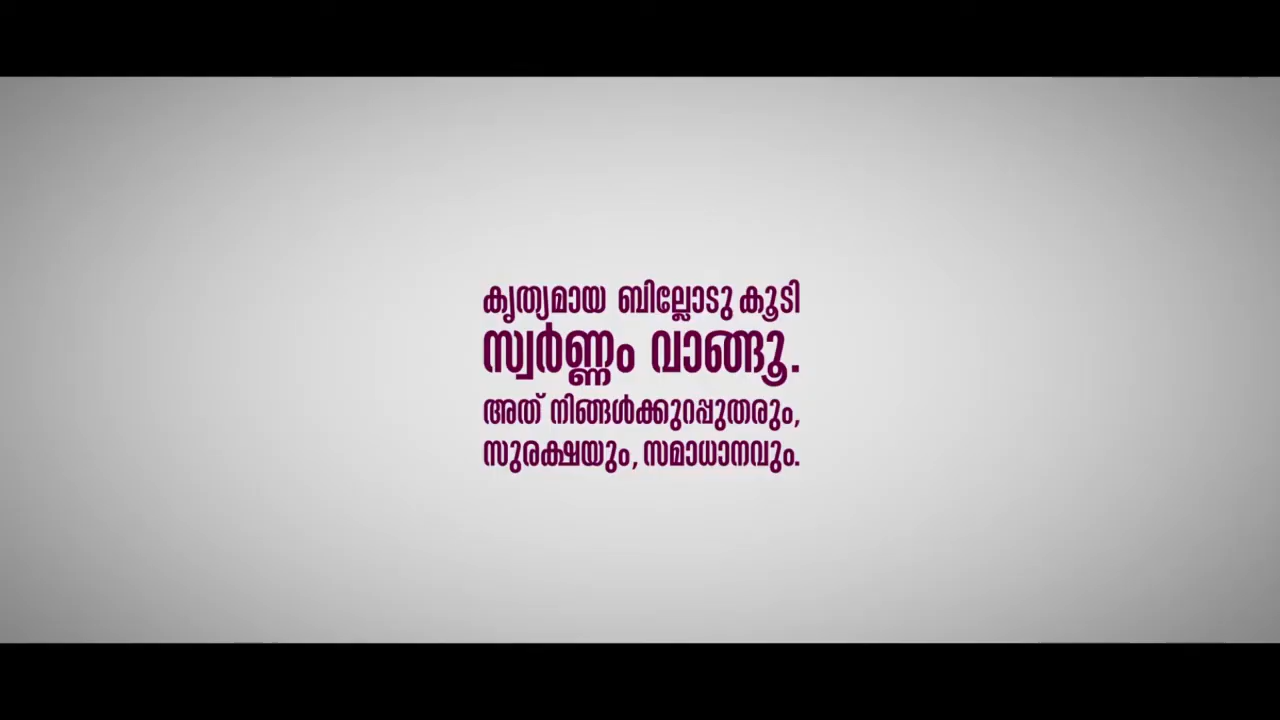 കൃത്യമായ ബില്ലോടു കൂടി
സ്വർണ്ണം വാങ്ങൂ.
അത് നിങ്ങൾക്കുറപ്പുതരും,
സുരക്ഷയും, സമാധാനവും.